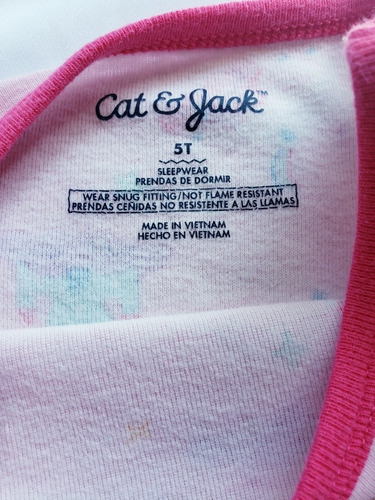 Cat & Jack™
5T
SLEEPWEAR
PRENDAS DE DORMIR
WEAR SNUG FITTING/NOT FLAME RESISTANT
PRENDAS CEÑIDAS NO RESISTENTE A LAS LLAMAS
MADE IN VIETNAM
HECHO EN VIETNAM